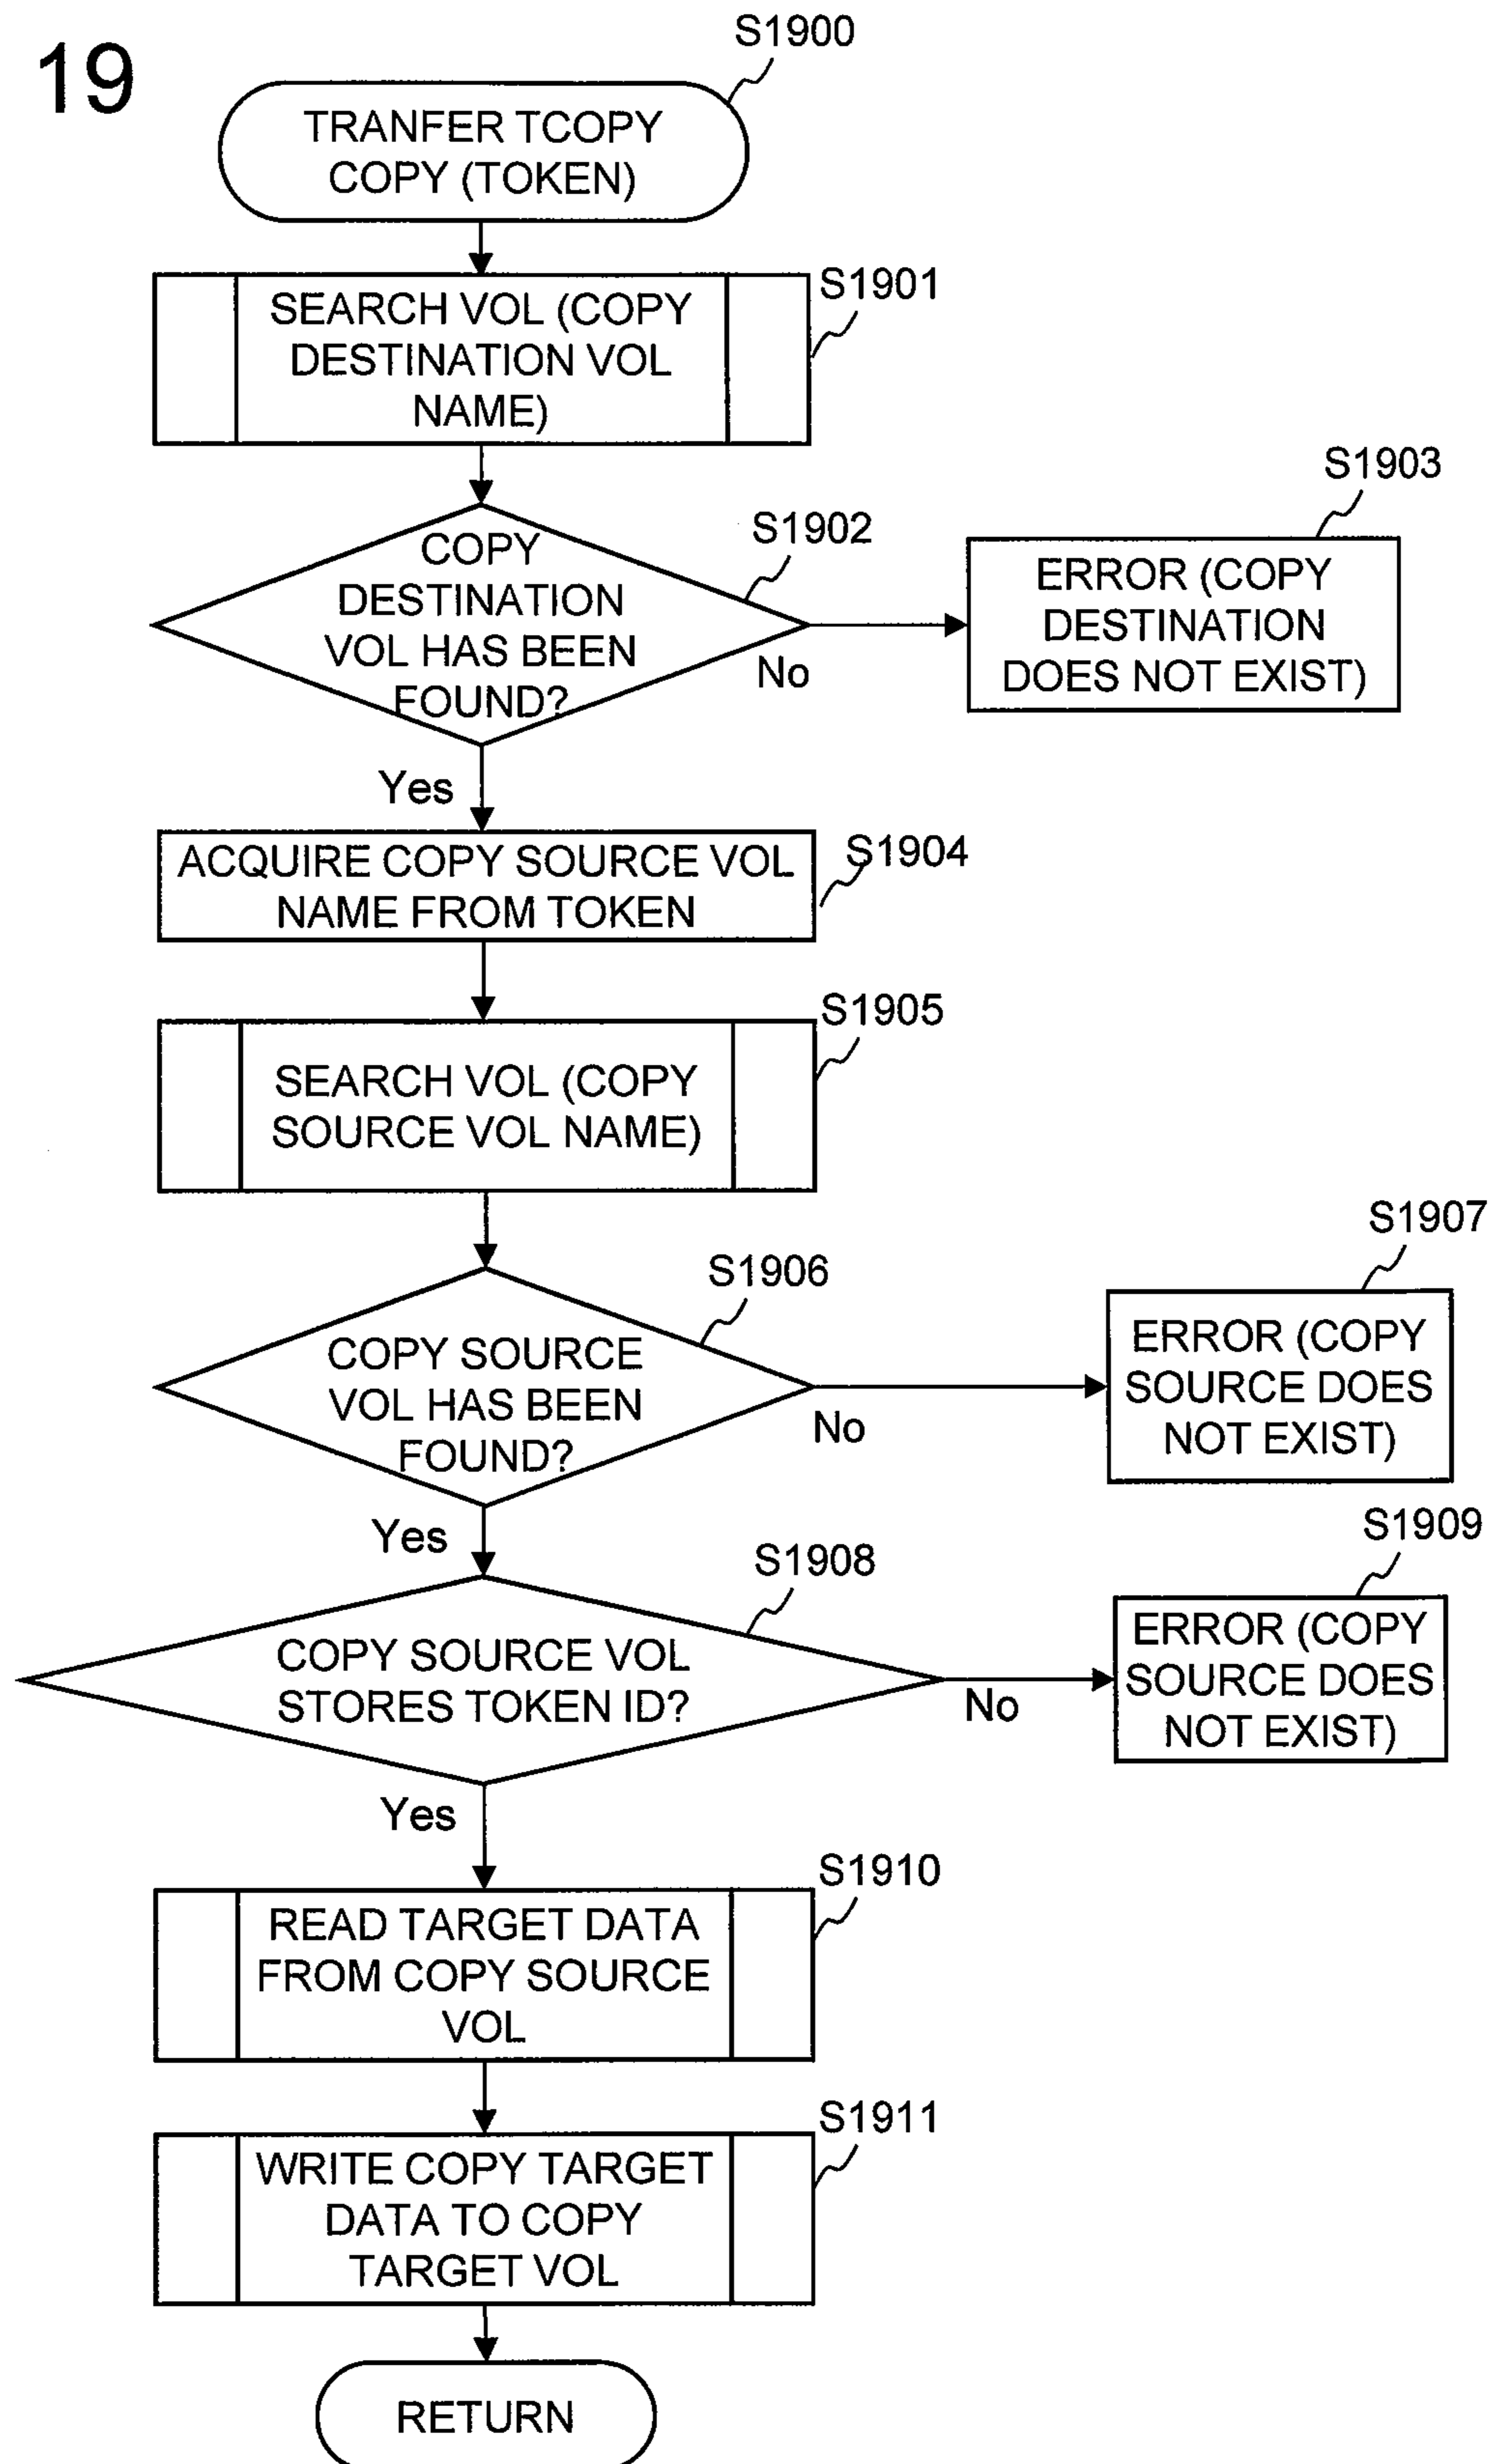 19
S1900
TRANFER TCOPY
COPY (TOKEN)
S1901
SEARCH VOL (COPY
DESTINATION VOL
NAME)
S1902
COPY
DESTINATION
VOL HAS BEEN
FOUND?
No
S1903
ERROR (COPY
DESTINATION
DOES NOT EXIST)
Yes
S1904
ACQUIRE COPY SOURCE VOL
NAME FROM TOKEN
S1905
SEARCH VOL (COPY
SOURCE VOL NAME)
S1906
COPY SOURCE
VOL HAS BEEN
FOUND?
No
S1907
ERROR (COPY
SOURCE DOES
NOT EXIST)
Yes
S1908
COPY SOURCE VOL
STORES TOKEN ID?
No
S1909
ERROR (COPY
SOURCE DOES
NOT EXIST)
Yes
S1910
READ TARGET DATA
FROM COPY SOURCE
VOL
S1911
WRITE COPY TARGET
DATA TO COPY
TARGET VOL
RETURN